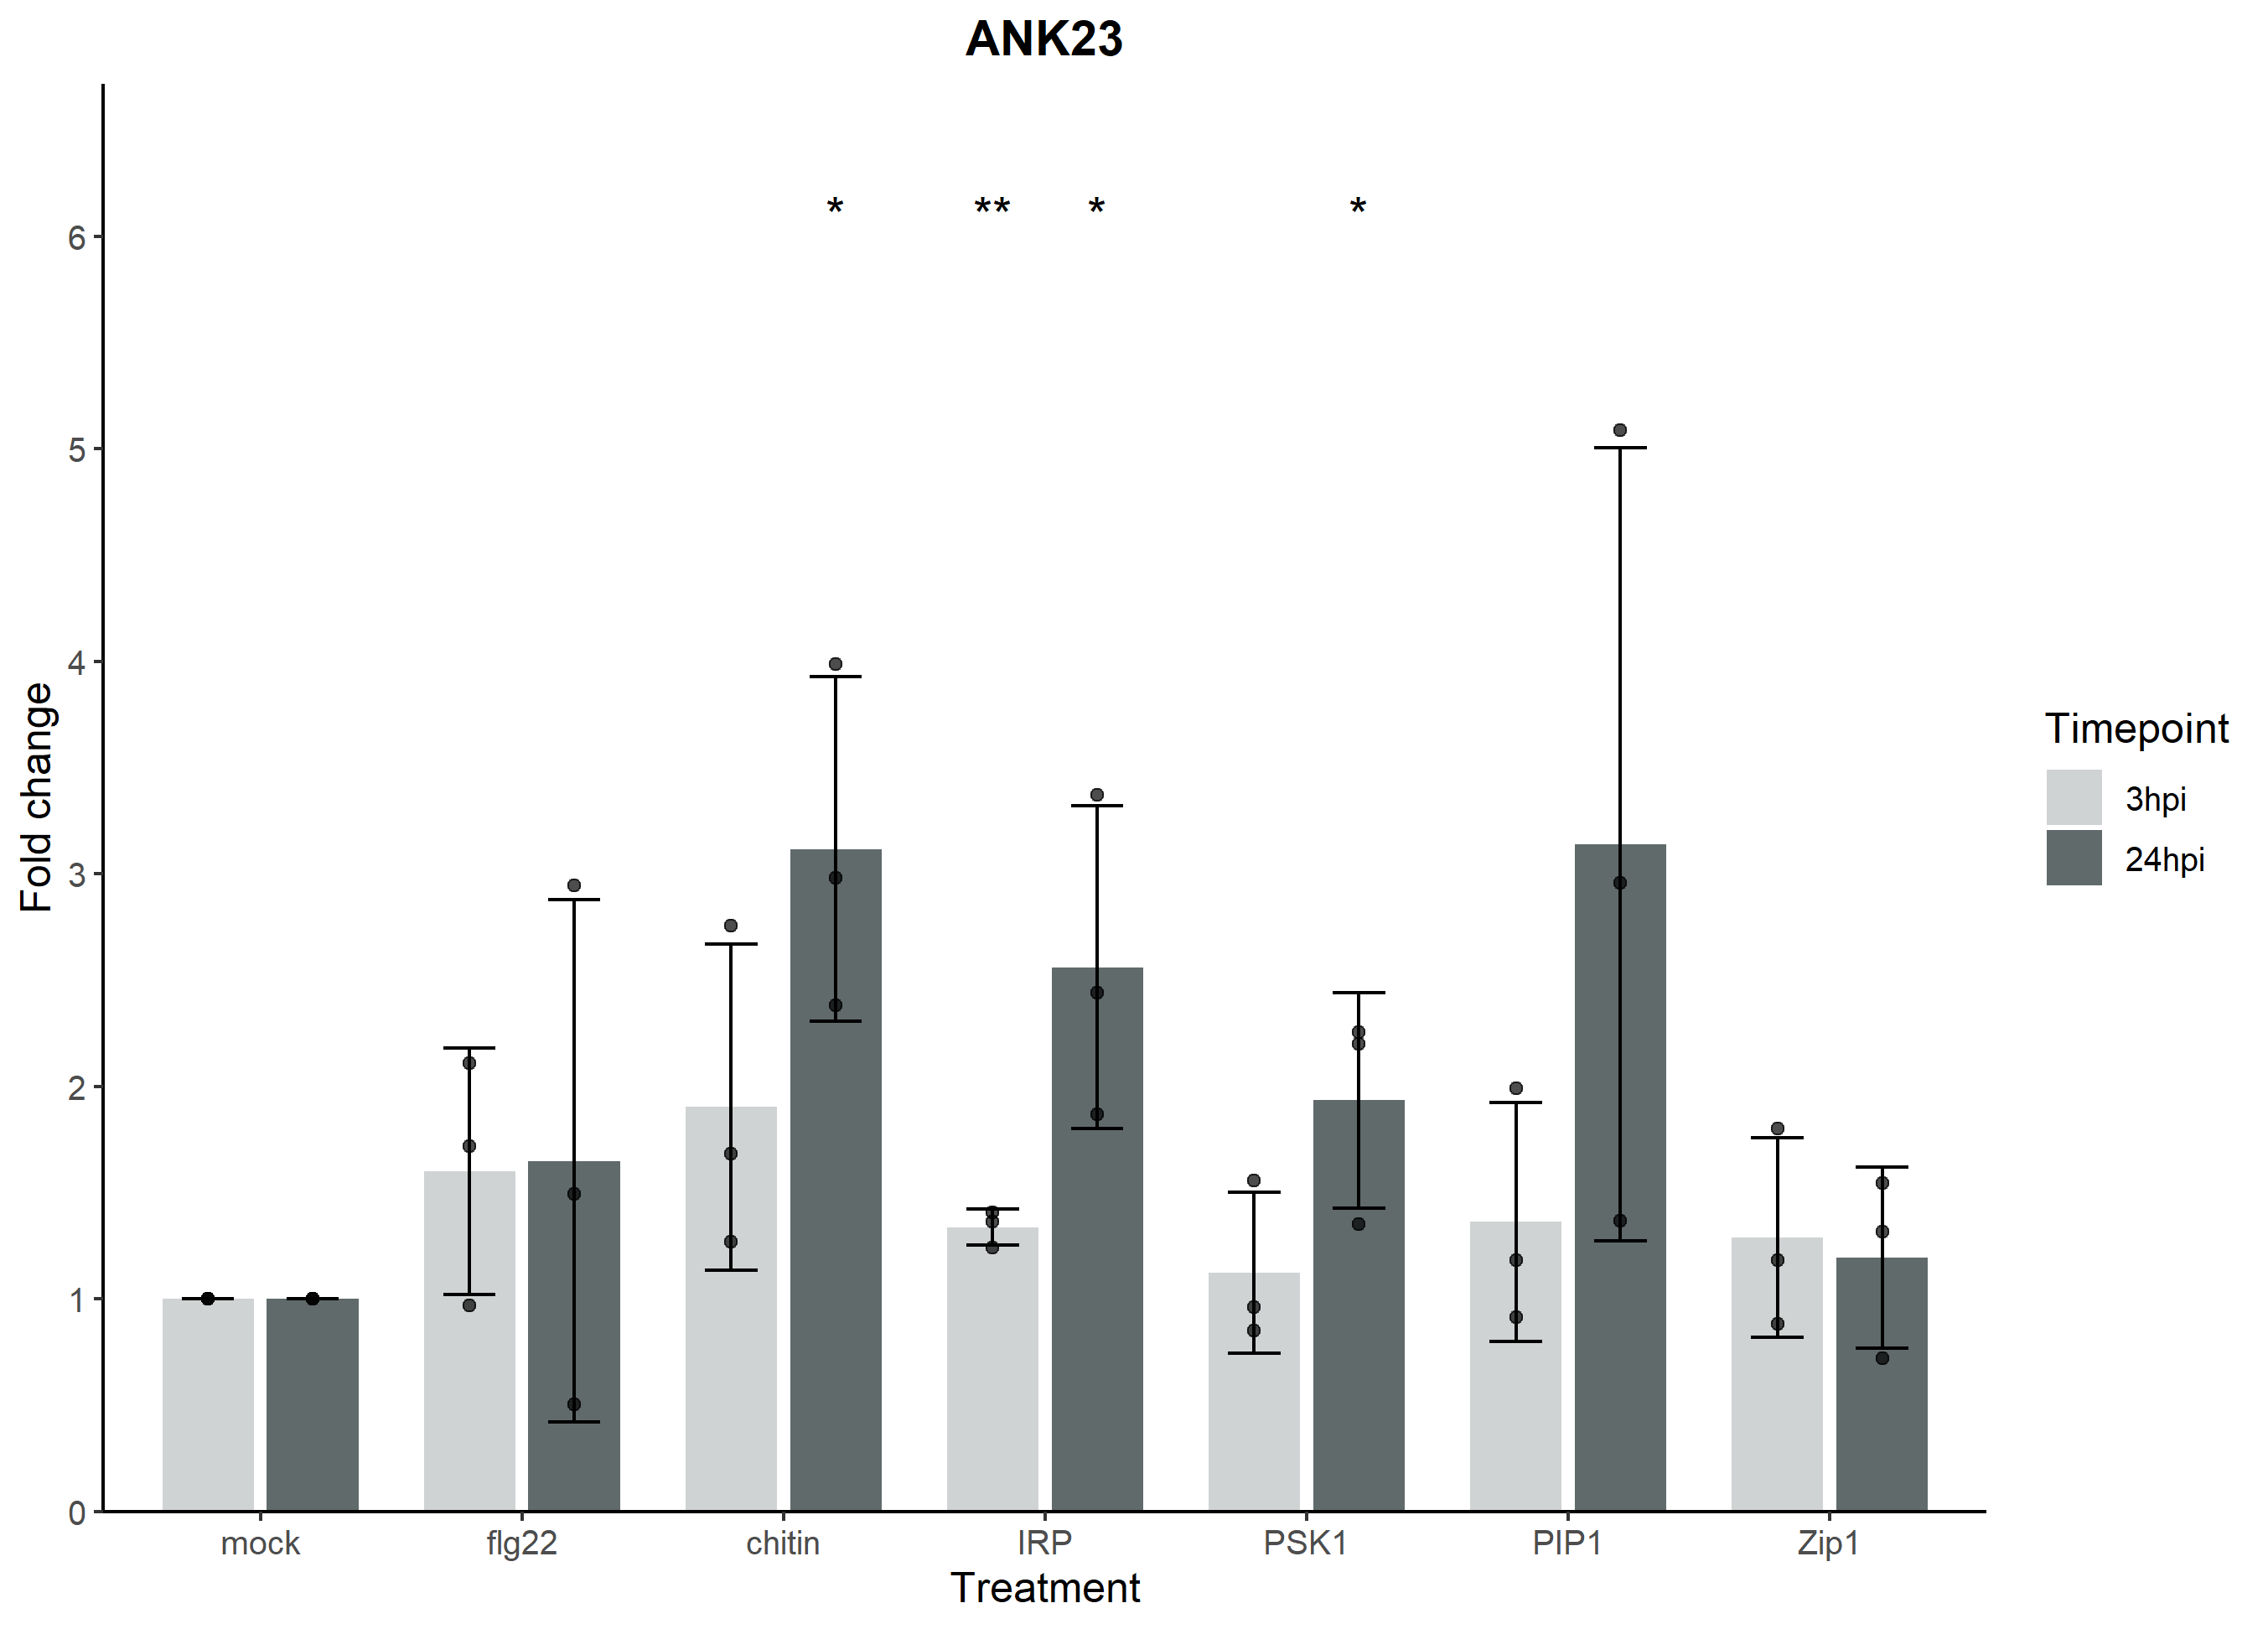 ANK23
* ** * *
6
5
4
3
2
1
0
Fold change
mock flg22 chitin IRP PSK1 PIP1 Zip1
Treatment
Timepoint
3hpi
24hpi